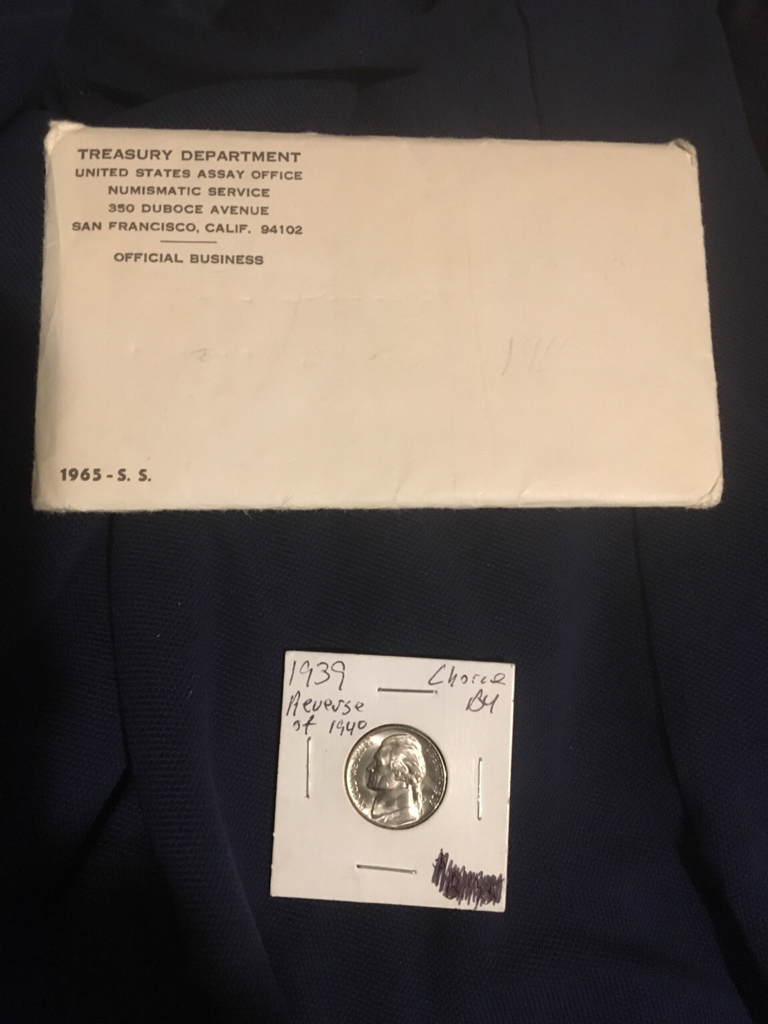 TREASURY DEPARTMENT
UNITED STATES ASSAY OFFICE
NUMISMATIC SERVICE
350 DUBOCE AVENUE
SAN FRANCISCO, CALIF. 94102
OFFICIAL BUSINESS
1965 - S. S.
1939
Reverse
of 1940
Choice
BU